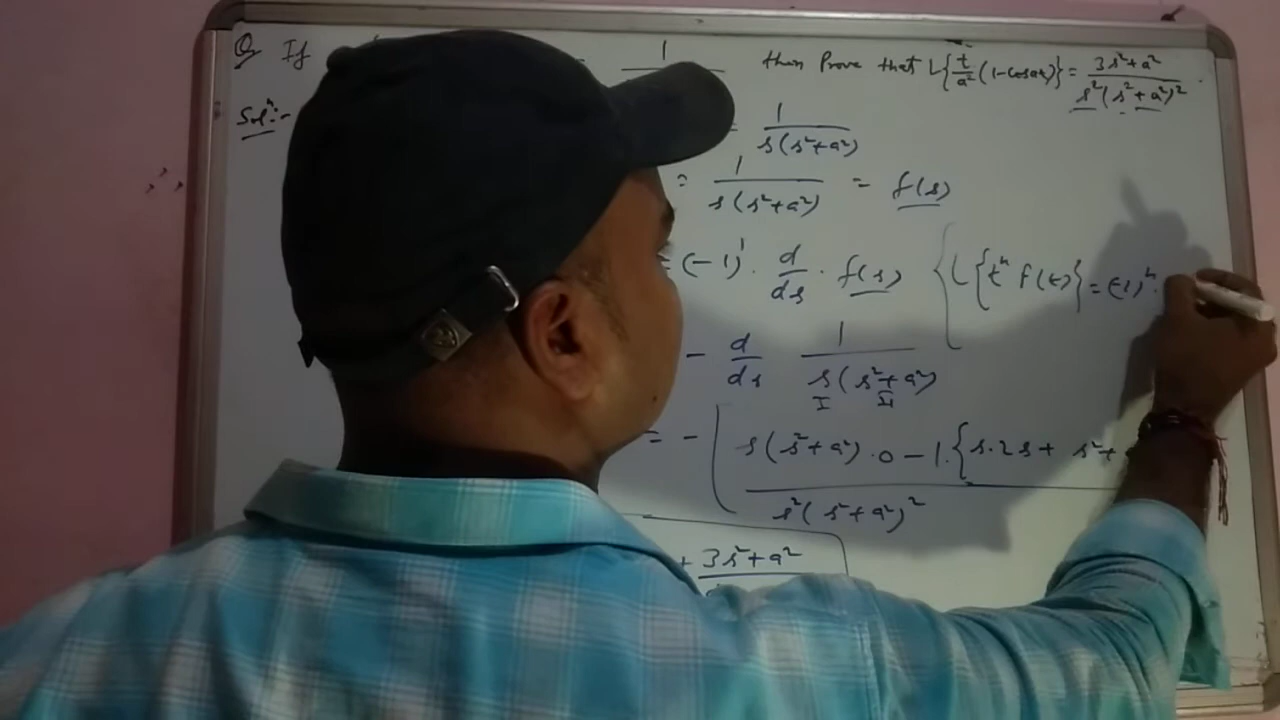 Q If 1 then Prove that L{t/a² (1-cosat)} = 3s²+a² / s²(s²+a²)²
Solⁿ:- = 1 / s(s²+a²)
= 1 / s(s²+a²) = f(s)
= (-1)¹ · d/ds · f(s) { L{tⁿ f(t)} = (-1)ⁿ ·
- d/ds 1 / s(s²+a²)
I II
= - [ s(s²+a²)·0 - 1·{s·2s + s²+
s²(s²+a²)²
+ 3s²+a²